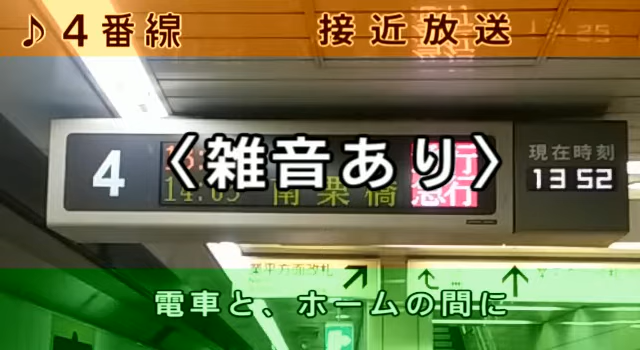 ♪4番線 接近放送
〈雑音あり〉
4
現在時刻
13 52
14:05 南栗橋 急行
電車と、ホームの間に